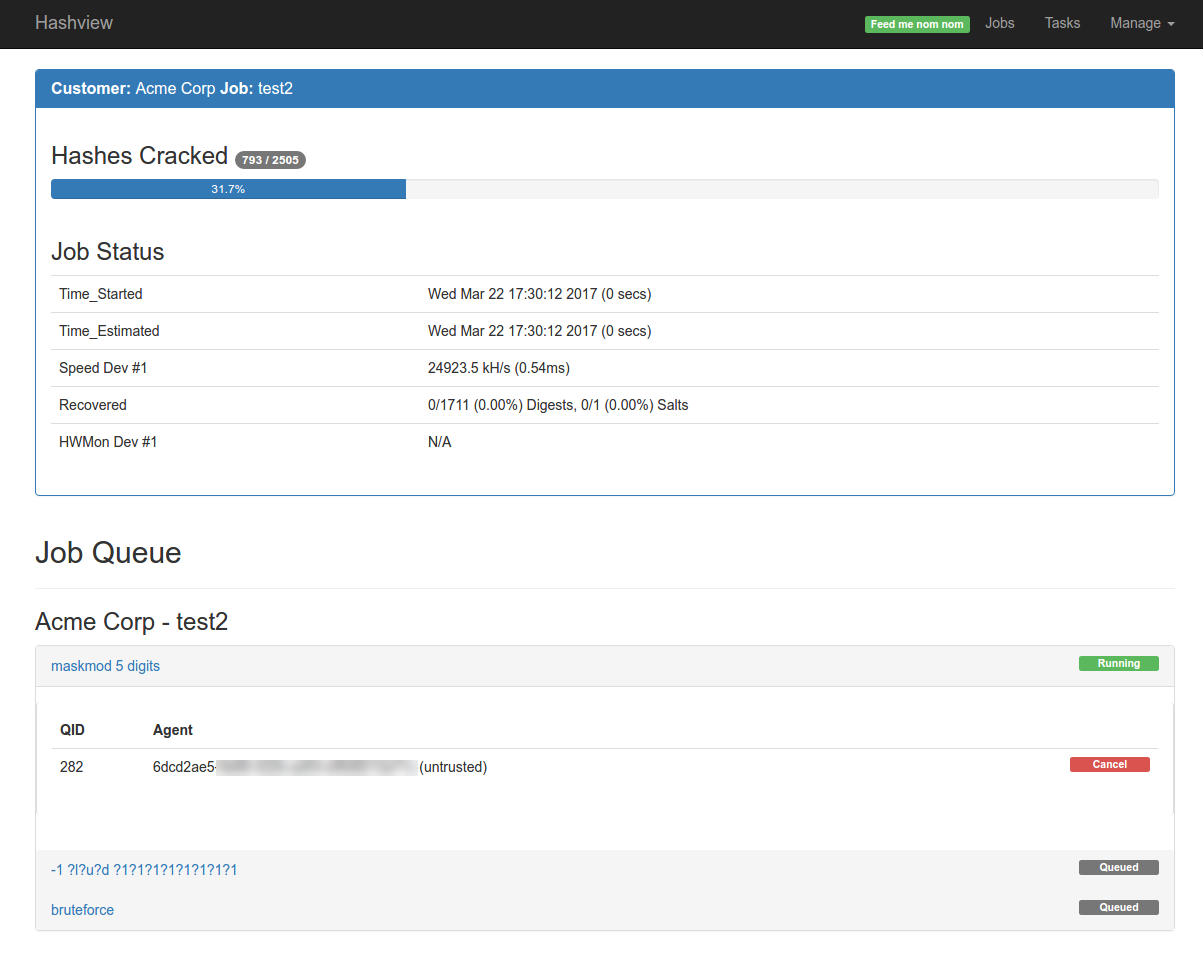 Hashview Feed me nom nom Jobs Tasks Manage
Customer: Acme Corp Job: test2
Hashes Cracked 793 / 2505
31.7%
Job Status
Time_Started Wed Mar 22 17:30:12 2017 (0 secs)
Time_Estimated Wed Mar 22 17:30:12 2017 (0 secs)
Speed Dev #1 24923.5 kH/s (0.54ms)
Recovered 0/1711 (0.00%) Digests, 0/1 (0.00%) Salts
HWMon Dev #1 N/A
Job Queue
Acme Corp - test2
maskmod 5 digits Running
QID Agent
282 6dcd2ae5- (untrusted) Cancel
-1 ?l?u?d ?1?1?1?1?1?1?1?1 Queued
bruteforce Queued